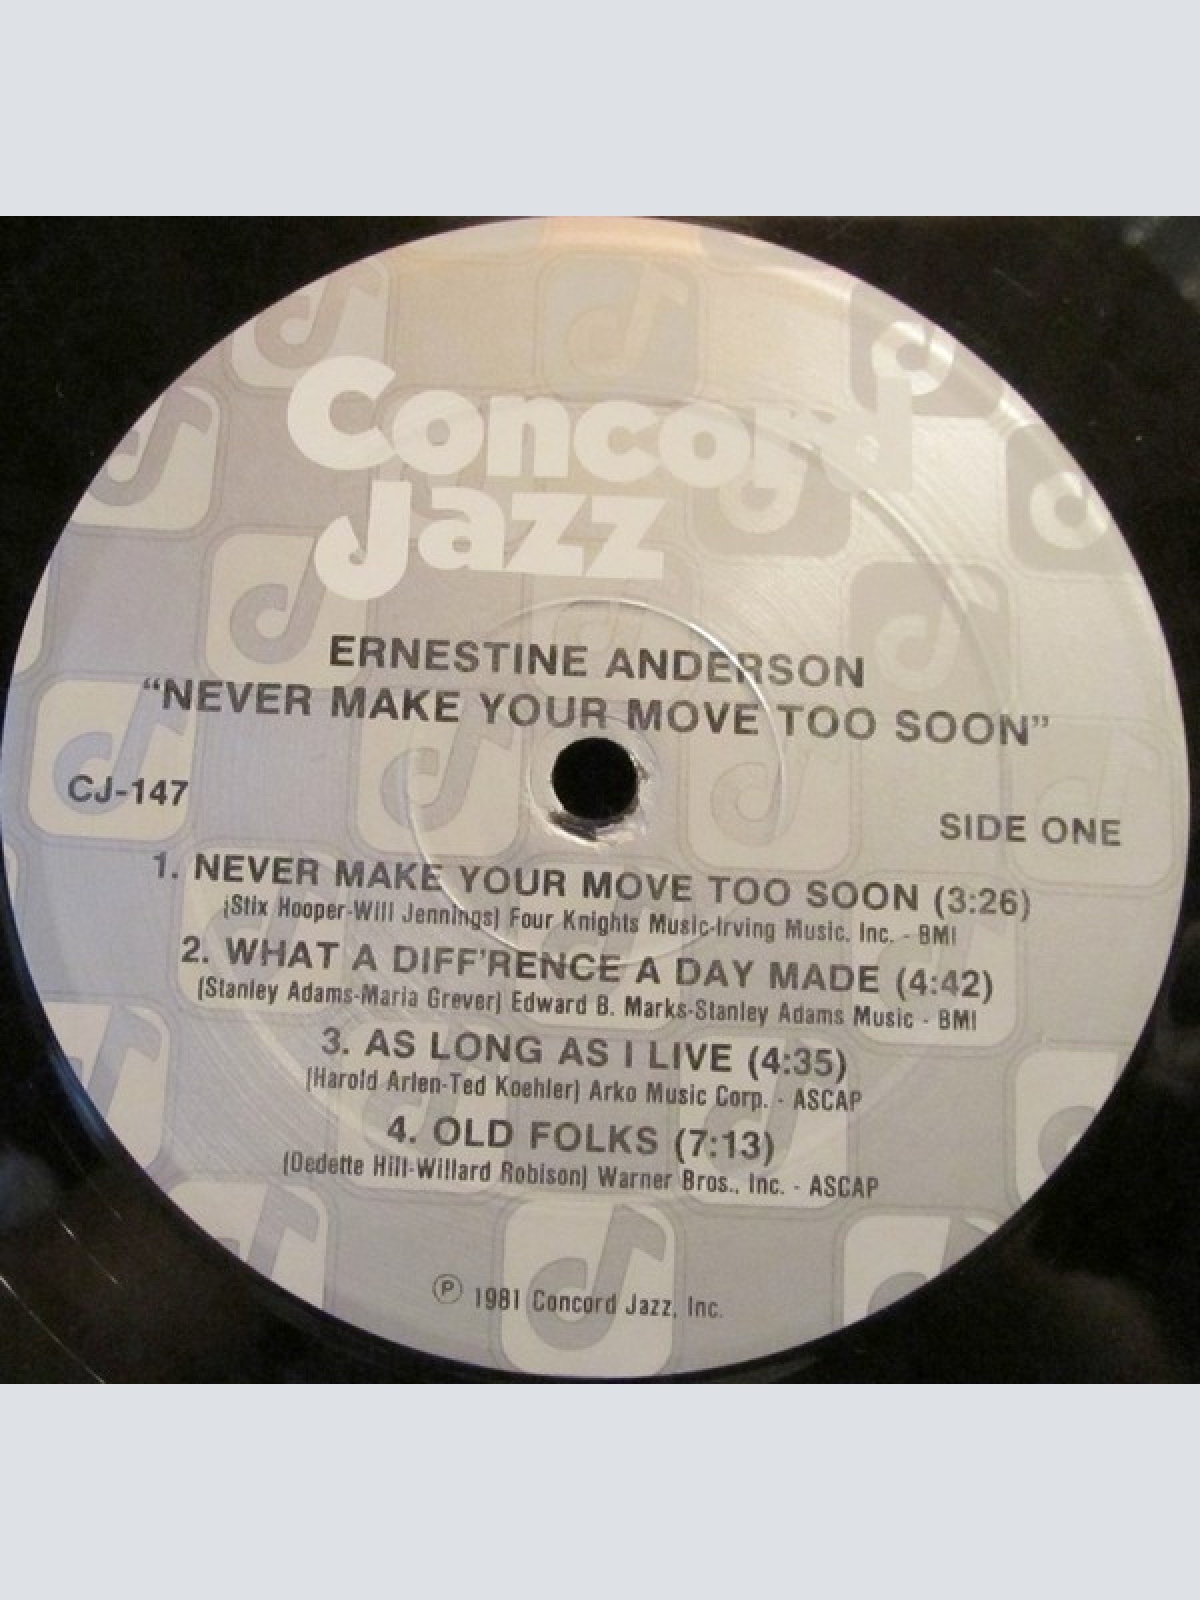 Concord
Jazz
ERNESTINE ANDERSON
“NEVER MAKE YOUR MOVE TOO SOON”
CJ-147
SIDE ONE
1. NEVER MAKE YOUR MOVE TOO SOON (3:26)
(Stix Hooper-Will Jennings) Four Knights Music-Irving Music, Inc. - BMI
2. WHAT A DIFF'RENCE A DAY MADE (4:42)
(Stanley Adams-Maria Grever) Edward B. Marks-Stanley Adams Music - BMI
3. AS LONG AS I LIVE (4:35)
(Harold Arlen-Ted Koehler) Arko Music Corp. - ASCAP
4. OLD FOLKS (7:13)
(Dedette Hill-Willard Robison) Warner Bros., Inc. - ASCAP
℗ 1981 Concord Jazz, Inc.